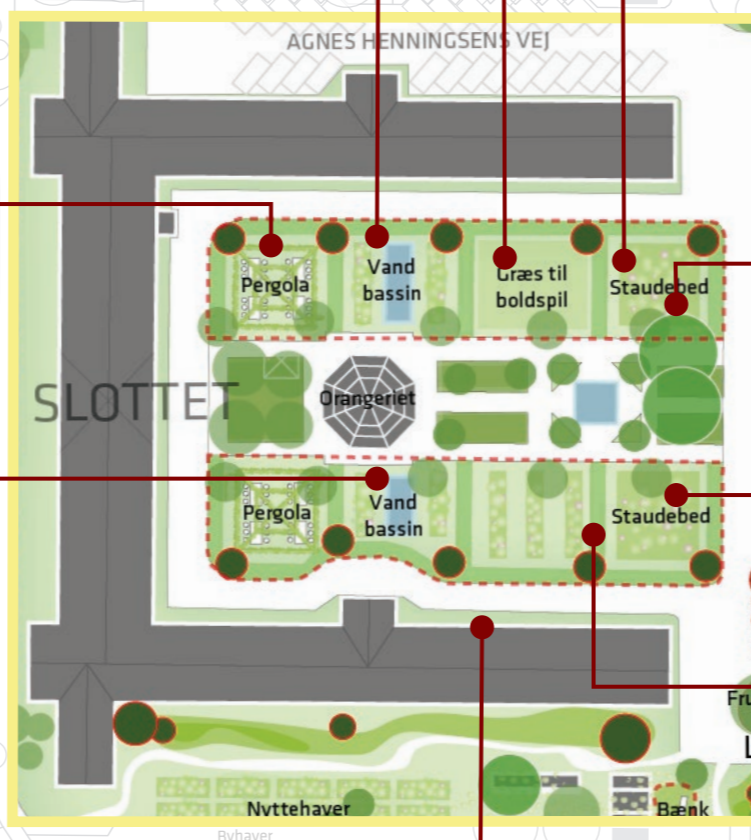 AGNES HENNINGSENS VEJ
Pergola
Vand
bassin
Græs til
boldspil
Staudebed
SLOTTET
Orangeriet
Pergola
Vand
bassin
Staudebed
Fru
L
Nyttehaver
Bænk
Byhaver